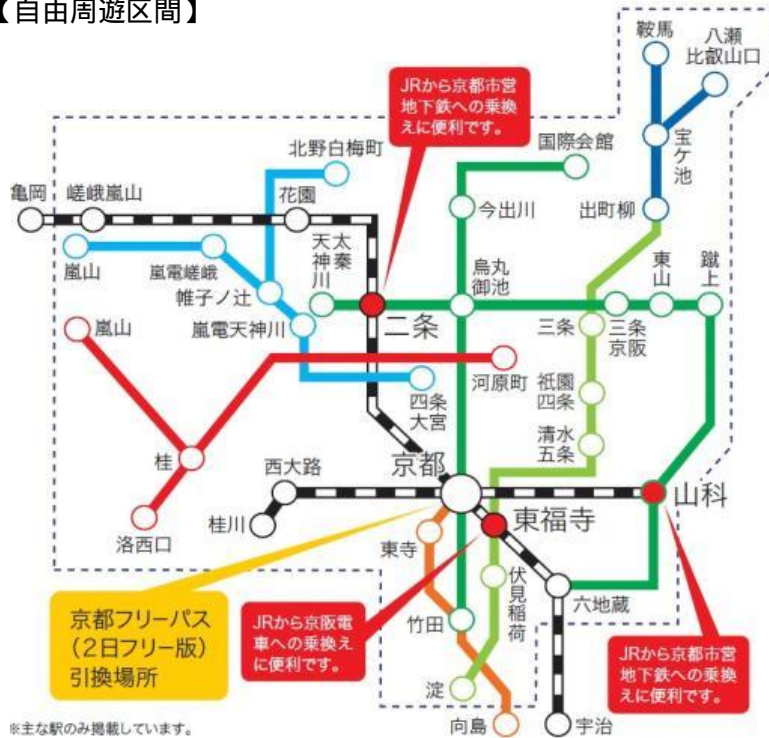 【自由周遊区間】
鞍馬
八瀬
比叡山口
JRから京都市営
地下鉄への乗換
えに便利です。
北野白梅町
国際会館
宝ケ池
亀岡
嵯峨嵐山
花園
今出川
出町柳
嵐山
嵐電嵯峨
天神川
太秦
烏丸
御池
東山
蹴上
帷子ノ辻
嵐山
嵐電天神川
二条
三条
三条
京阪
河原町
四条
大宮
祇園
四条
清水
五条
桂
西大路
京都
山科
洛西口
桂川
東寺
東福寺
京都フリーパス
(2日フリー版)
引換場所
JRから京阪電
車への乗換え
に便利です。
竹田
伏見稲荷
六地蔵
JRから京都市営
地下鉄への乗換
えに便利です。
淀
向島
宇治
※主な駅のみ掲載しています。